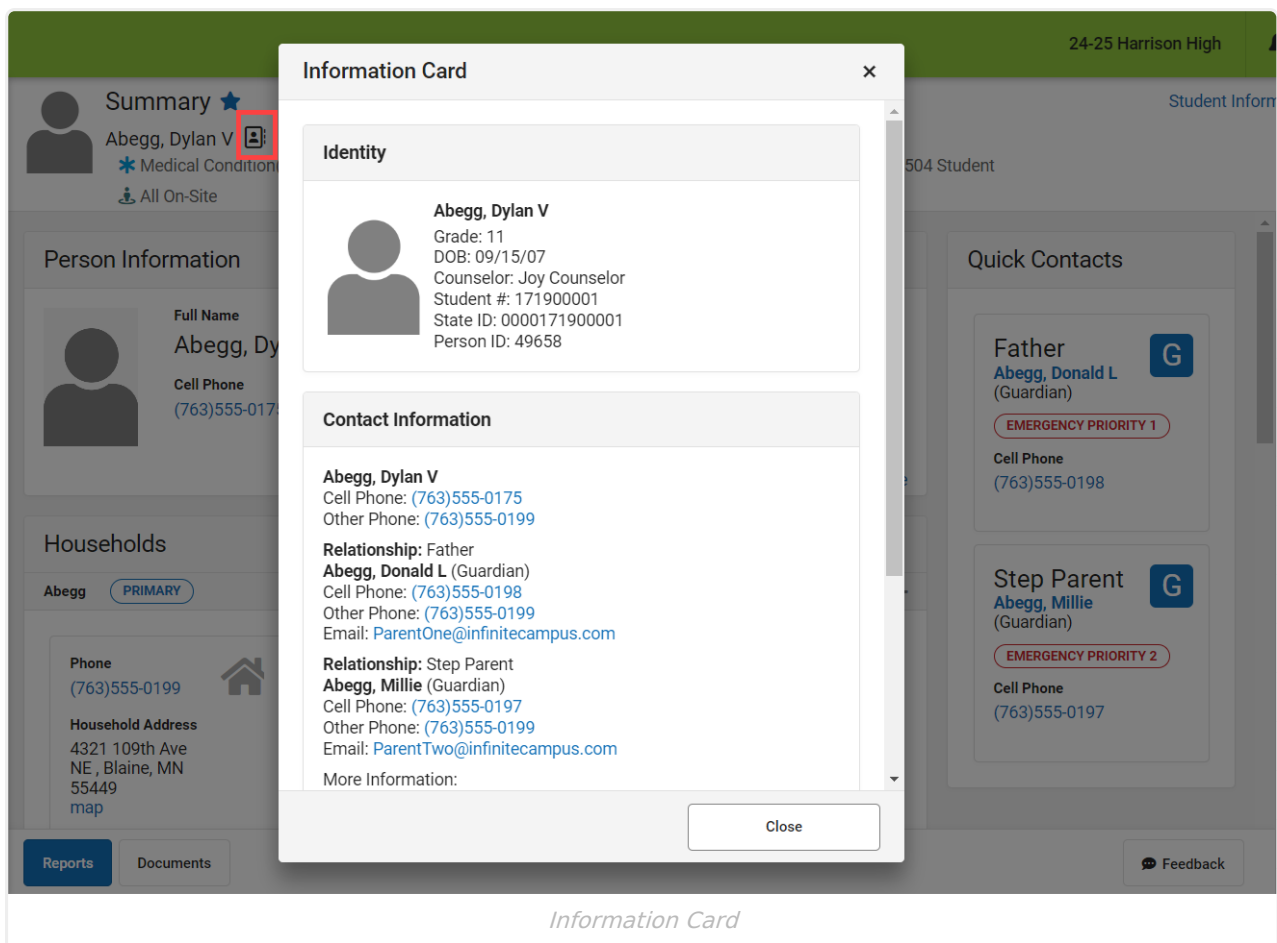 24-25 Harrison High
Summary
Student Inform
Abegg, Dylan V
Medical Condition
504 Student
All On-Site
Person Information
Full Name
Abegg, Dy
Cell Phone
(763)555-017
Households
Abegg PRIMARY
Phone
(763)555-0199
Household Address
4321 109th Ave
NE , Blaine, MN
55449
map
Information Card
×
Identity
Abegg, Dylan V
Grade: 11
DOB: 09/15/07
Counselor: Joy Counselor
Student #: 171900001
State ID: 0000171900001
Person ID: 49658
Contact Information
Abegg, Dylan V
Cell Phone: (763)555-0175
Other Phone: (763)555-0199
Relationship: Father
Abegg, Donald L (Guardian)
Cell Phone: (763)555-0198
Other Phone: (763)555-0199
Email: ParentOne@infinitecampus.com
Relationship: Step Parent
Abegg, Millie (Guardian)
Cell Phone: (763)555-0197
Other Phone: (763)555-0199
Email: ParentTwo@infinitecampus.com
More Information:
Close
Quick Contacts
Father
G
Abegg, Donald L
(Guardian)
EMERGENCY PRIORITY 1
Cell Phone
(763)555-0198
Step Parent
G
Abegg, Millie
(Guardian)
EMERGENCY PRIORITY 2
Cell Phone
(763)555-0197
Reports
Documents
Feedback
Information Card